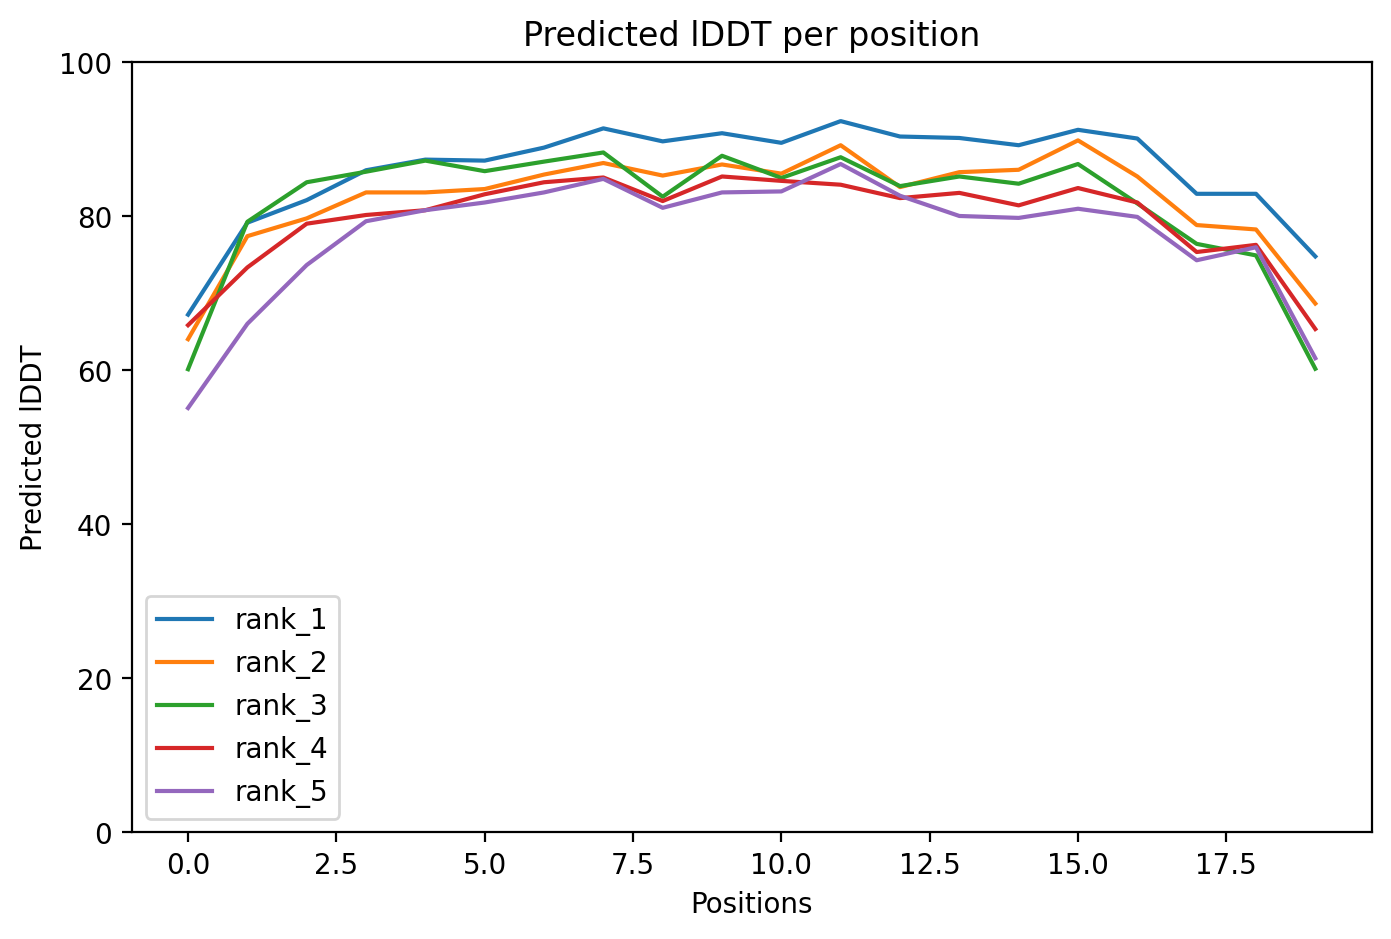 Predicted lDDT per position
100
80
60
40
20
0
Predicted lDDT
rank_1
rank_2
rank_3
rank_4
rank_5
0.0 2.5 5.0 7.5 10.0 12.5 15.0 17.5
Positions